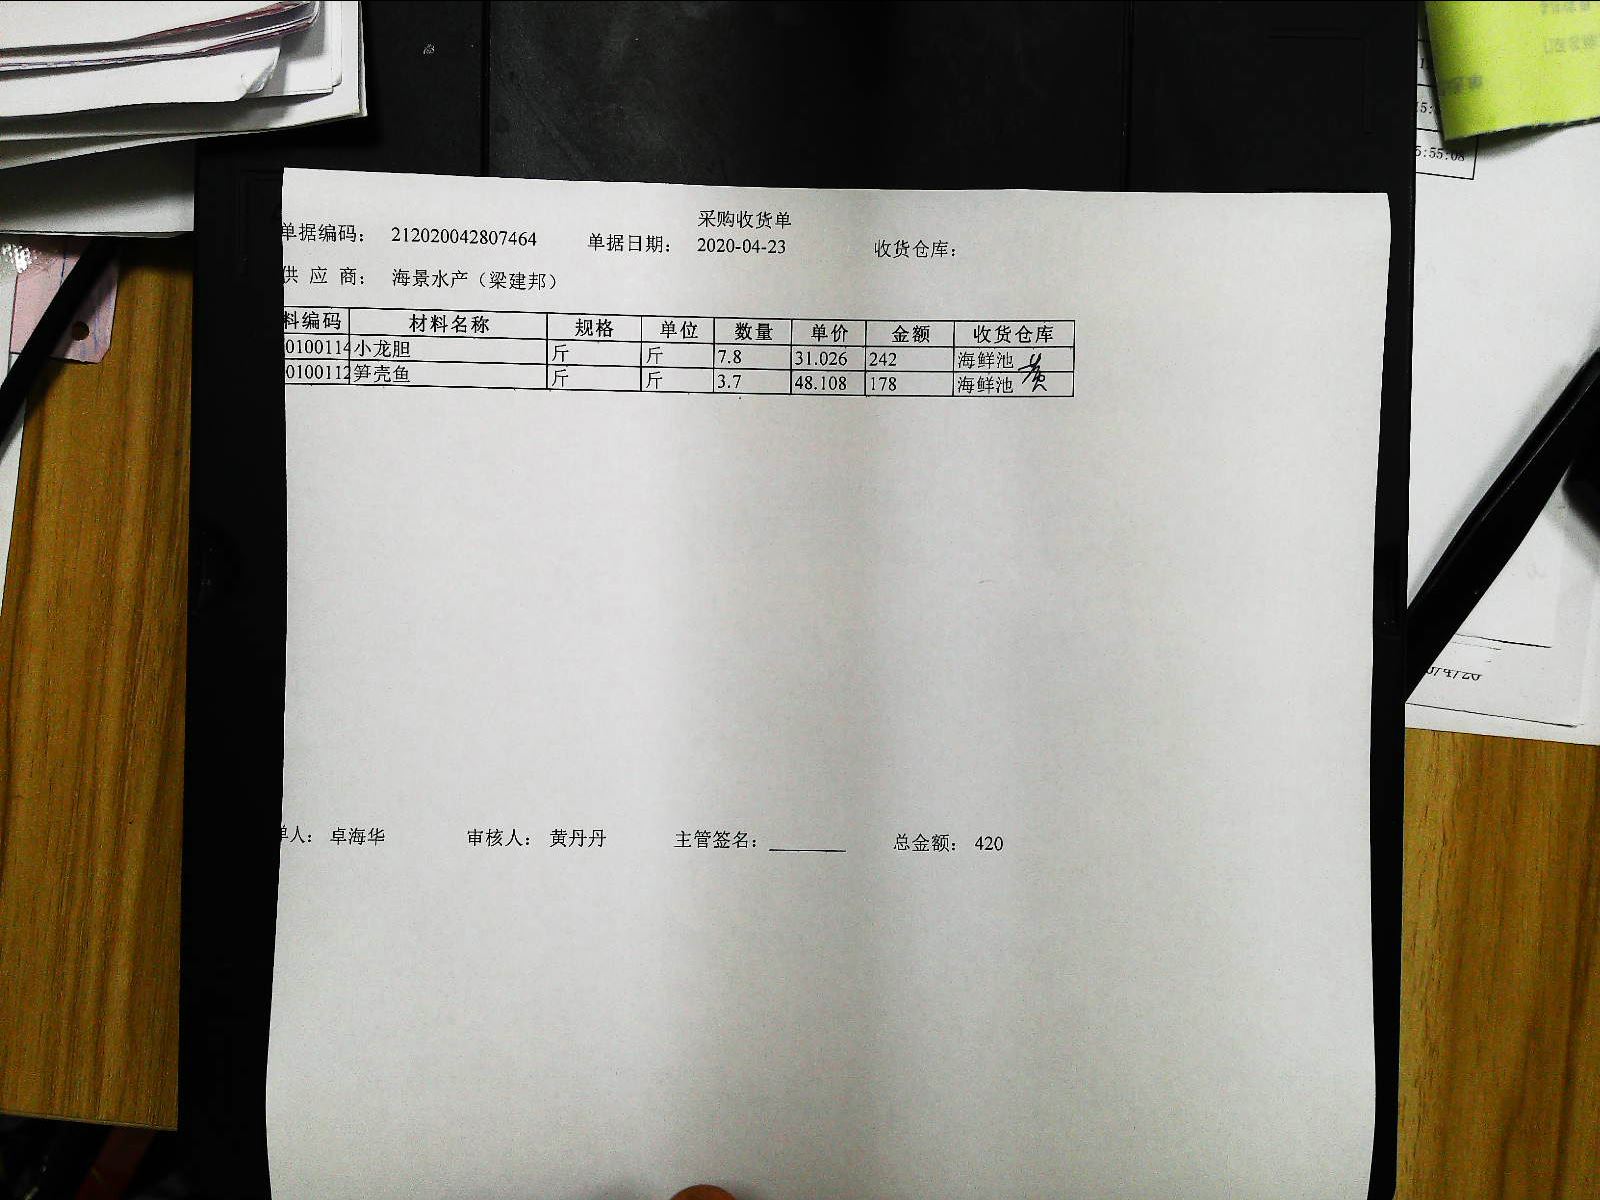 采购收货单
单据编码： 212020042807464 单据日期： 2020-04-23 收货仓库：
供 应 商： 海景水产（梁建邦）
料编码 材料名称 规格 单位 数量 单价 金额 收货仓库
0100114 小龙胆 斤 斤 7.8 31.026 242 海鲜池
0100112 笋壳鱼 斤 斤 3.7 48.108 178 海鲜池
黄
单人： 卓海华 审核人： 黄丹丹 主管签名： 总金额： 420
5:55:08